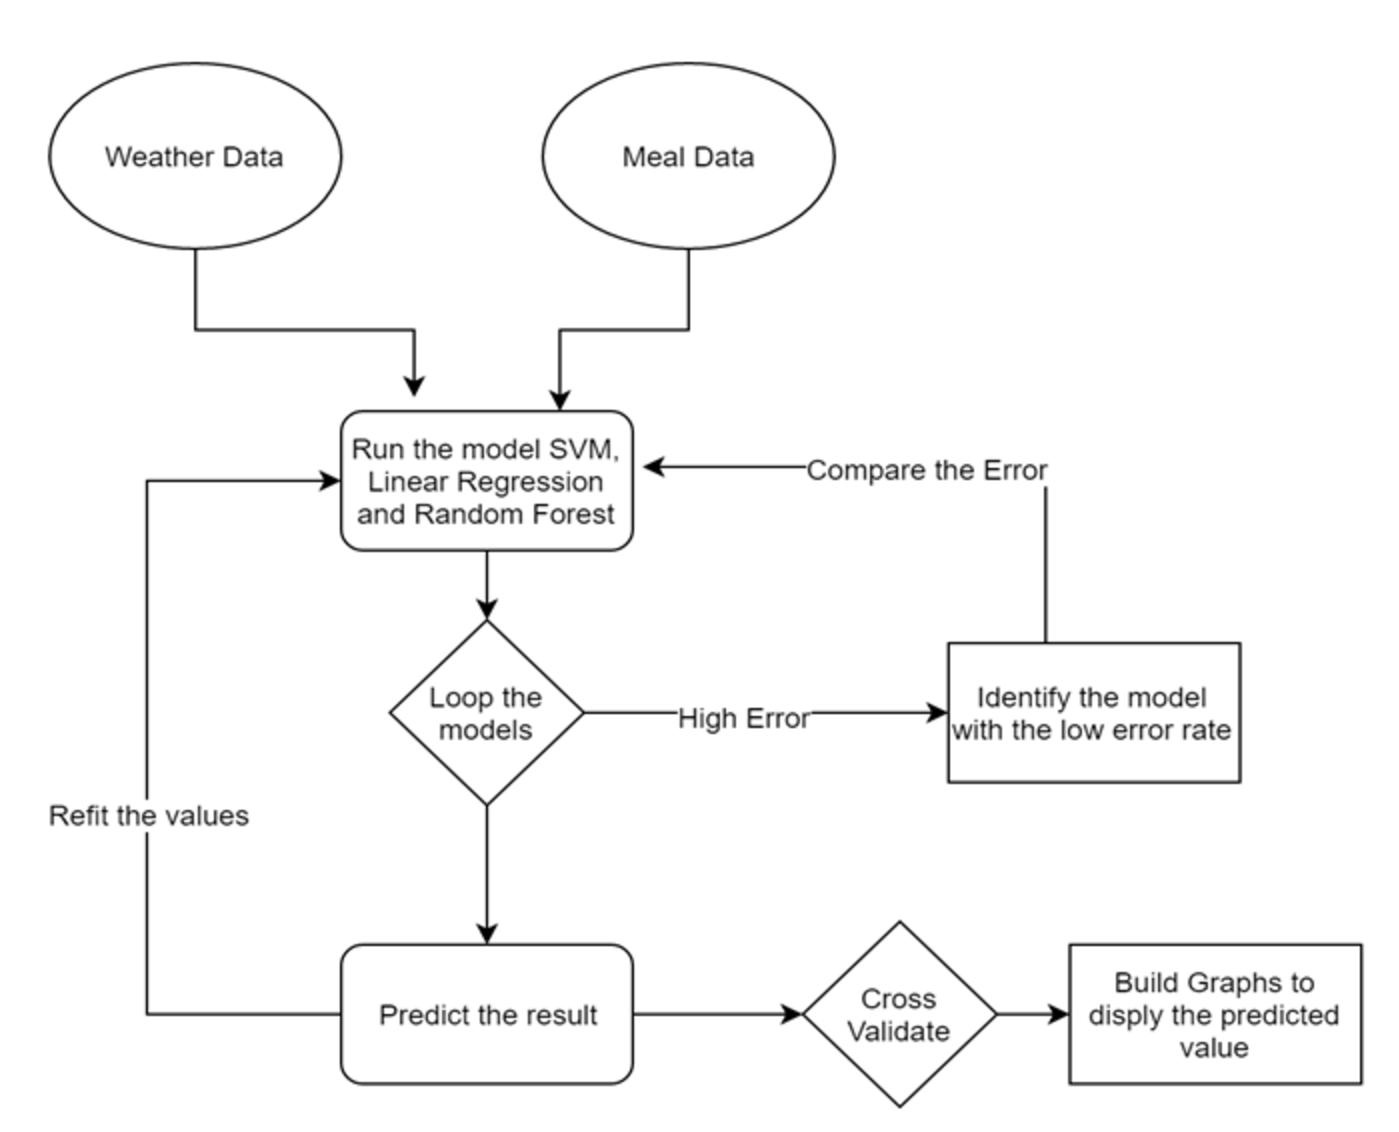 Weather Data
Meal Data
Run the model SVM,
Linear Regression
and Random Forest
Compare the Error
Loop the
models
High Error
Identify the model
with the low error rate
Refit the values
Predict the result
Cross
Validate
Build Graphs to
disply the predicted
value